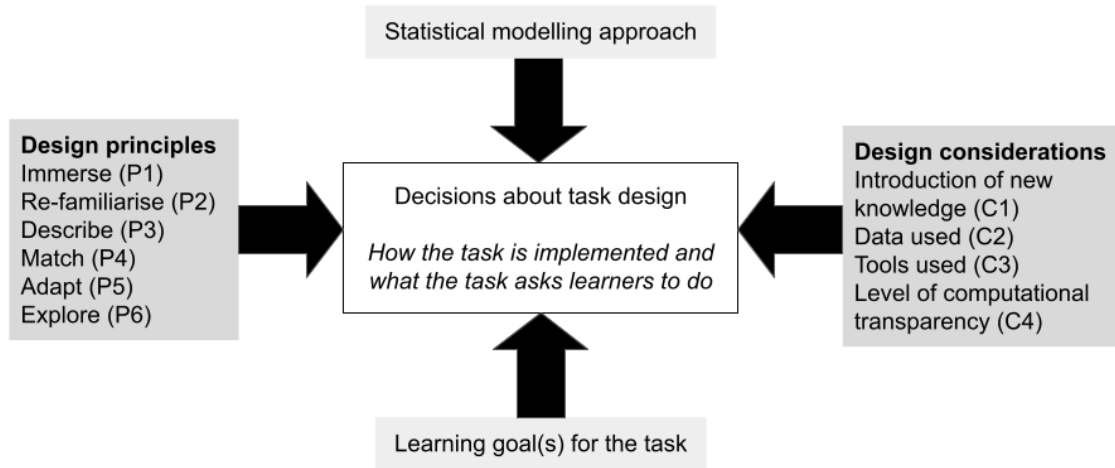 Statistical modelling approach
Design principles
Immerse (P1)
Re-familiarise (P2)
Describe (P3)
Match (P4)
Adapt (P5)
Explore (P6)
Decisions about task design
How the task is implemented and
what the task asks learners to do
Design considerations
Introduction of new
knowledge (C1)
Data used (C2)
Tools used (C3)
Level of computational
transparency (C4)
Learning goal(s) for the task